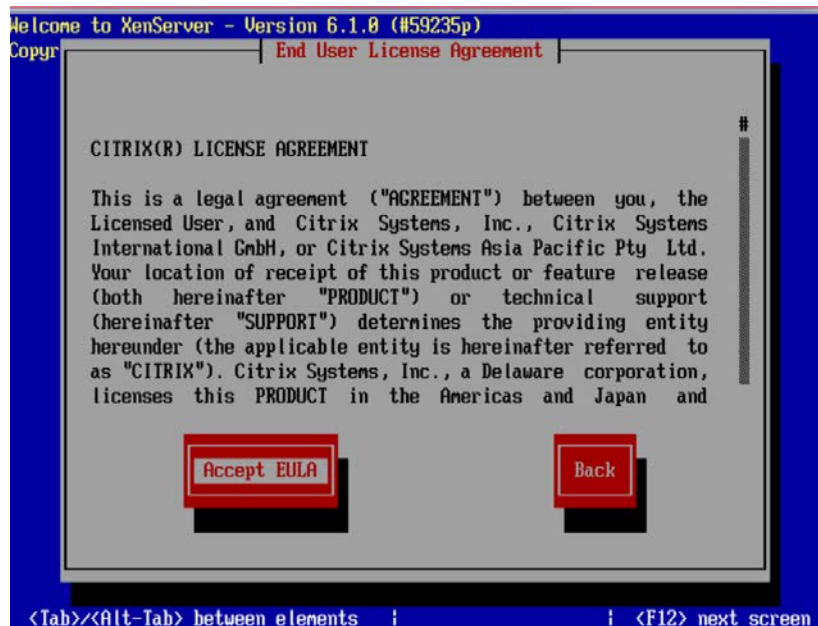 Welcome to XenServer - Version 6.1.0 (#59235p)
Copyr
End User License Agreement
#
CITRIX(R) LICENSE AGREEMENT
This is a legal agreement ("AGREEMENT") between you, the
Licensed User, and Citrix Systems, Inc., Citrix Systems
International GmbH, or Citrix Systems Asia Pacific Pty Ltd.
Your location of receipt of this product or feature release
(both hereinafter "PRODUCT") or technical support
(hereinafter "SUPPORT") determines the providing entity
hereunder (the applicable entity is hereinafter referred to
as "CITRIX"). Citrix Systems, Inc., a Delaware corporation,
licenses this PRODUCT in the Americas and Japan and
Accept EULA
Back
<Tab>/<Alt-Tab> between elements | | <F12> next screen